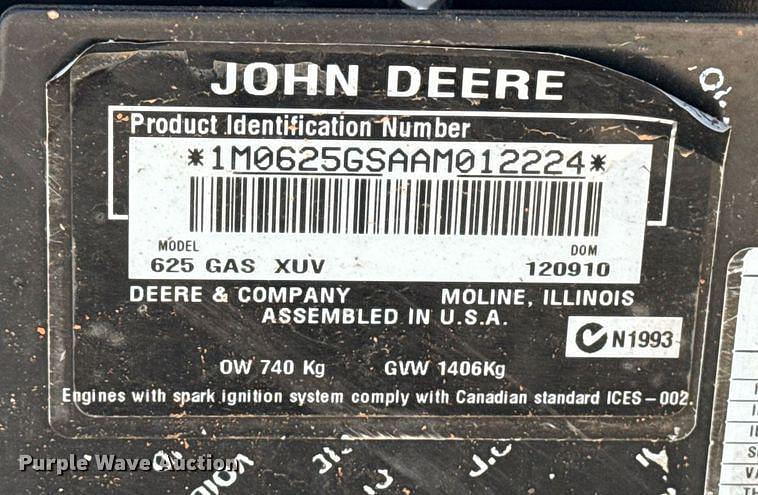 JOHN DEERE
Product Identification Number
*1M0625GSAAM012224*
MODEL DOM
625 GAS XUV 120910
DEERE & COMPANY MOLINE, ILLINOIS
ASSEMBLED IN U.S.A.
N1993
OW 740 Kg GVW 1406Kg
Engines with spark ignition system comply with Canadian standard ICES-002.
Purple Wave Auction